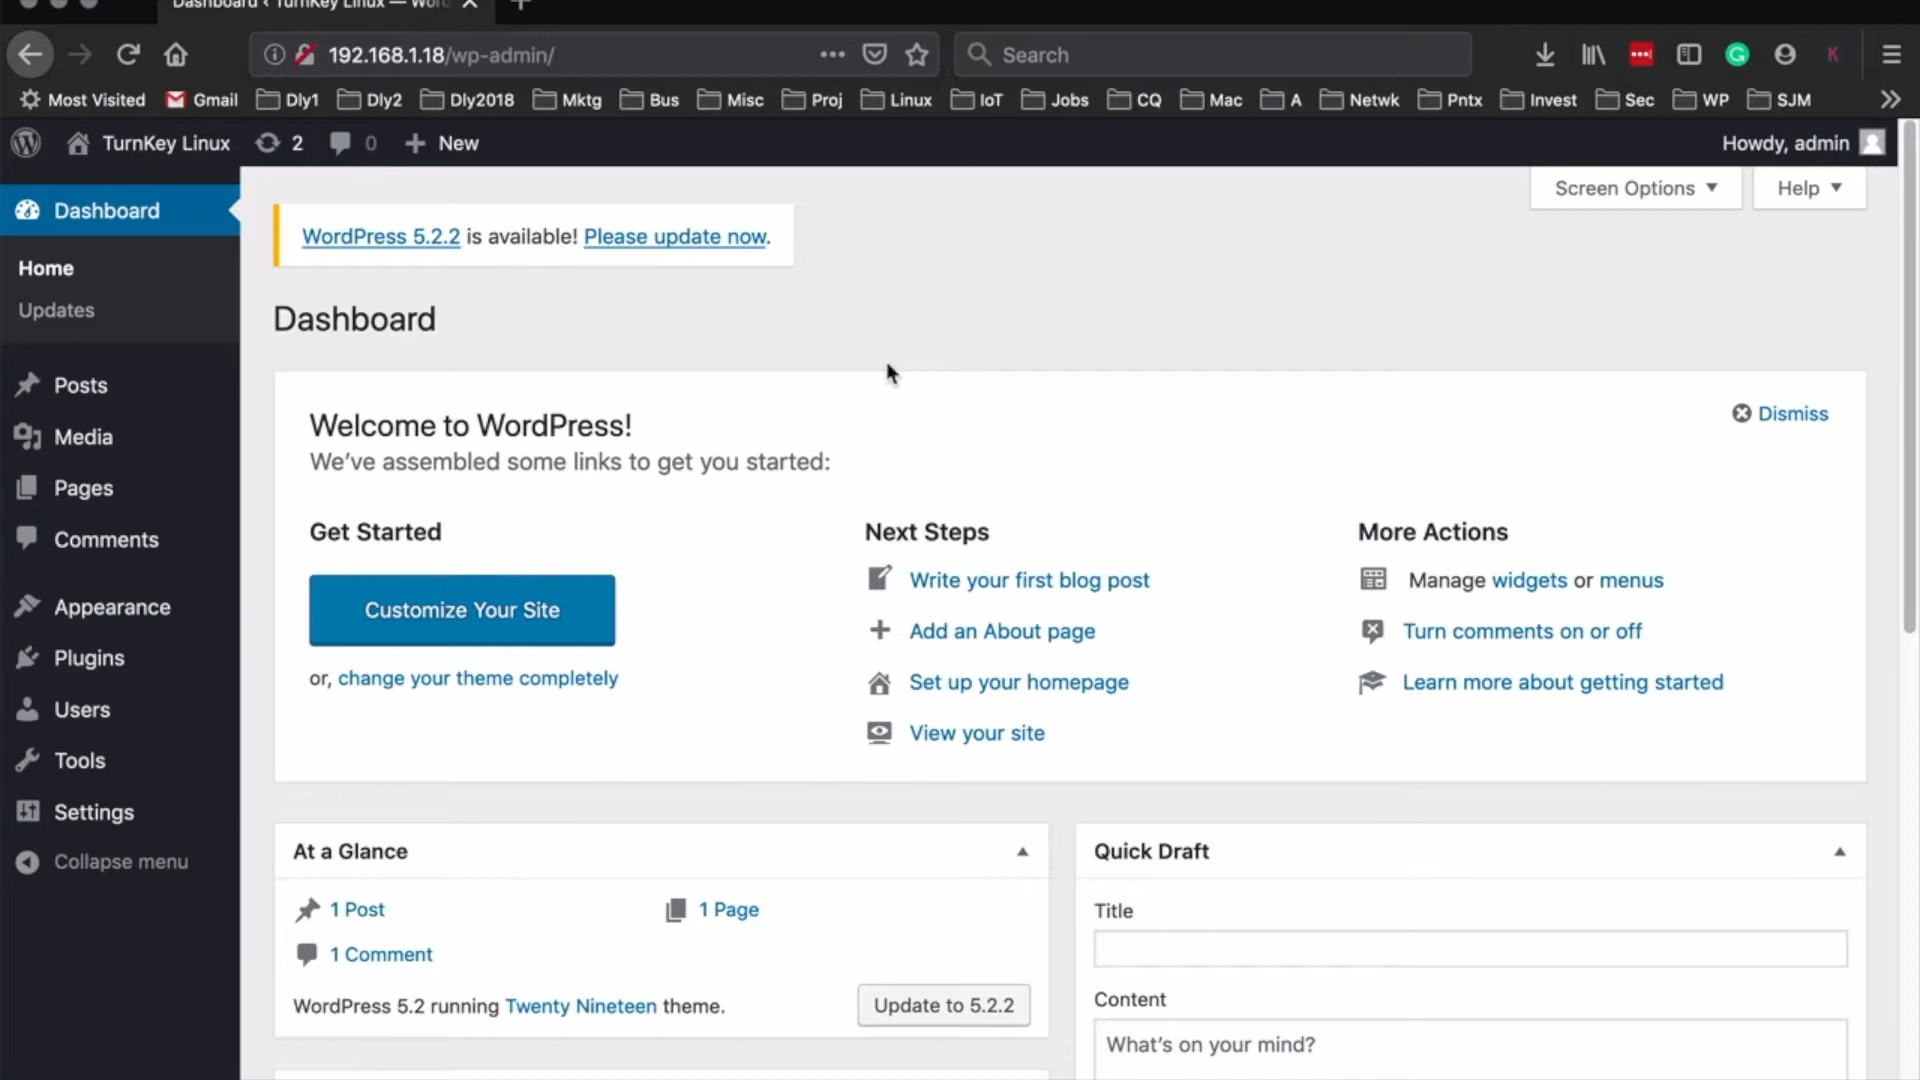 Dashboard ‹ TurnKey Linux — Wor
192.168.1.18/wp-admin/
Search
Most Visited Gmail Dly1 Dly2 Dly2018 Mktg Bus Misc Proj Linux IoT Jobs CQ Mac A Netwk Pntx Invest Sec WP SJM
TurnKey Linux 2 0 New Howdy, admin
Screen Options Help
Dashboard
Home
Updates
Posts
Media
Pages
Comments
Appearance
Plugins
Users
Tools
Settings
Collapse menu
WordPress 5.2.2 is available! Please update now.
Dashboard
Welcome to WordPress!
We've assembled some links to get you started:
Dismiss
Get Started
Customize Your Site
or, change your theme completely
Next Steps
Write your first blog post
Add an About page
Set up your homepage
View your site
More Actions
Manage widgets or menus
Turn comments on or off
Learn more about getting started
At a Glance
1 Post 1 Page
1 Comment
WordPress 5.2 running Twenty Nineteen theme.
Update to 5.2.2
Quick Draft
Title
Content
What's on your mind?